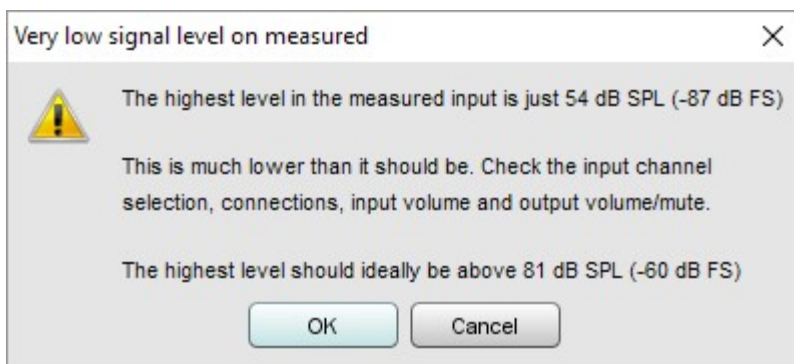 Very low signal level on measured
The highest level in the measured input is just 54 dB SPL (-87 dB FS)
This is much lower than it should be. Check the input channel
selection, connections, input volume and output volume/mute.
The highest level should ideally be above 81 dB SPL (-60 dB FS)
OK
Cancel